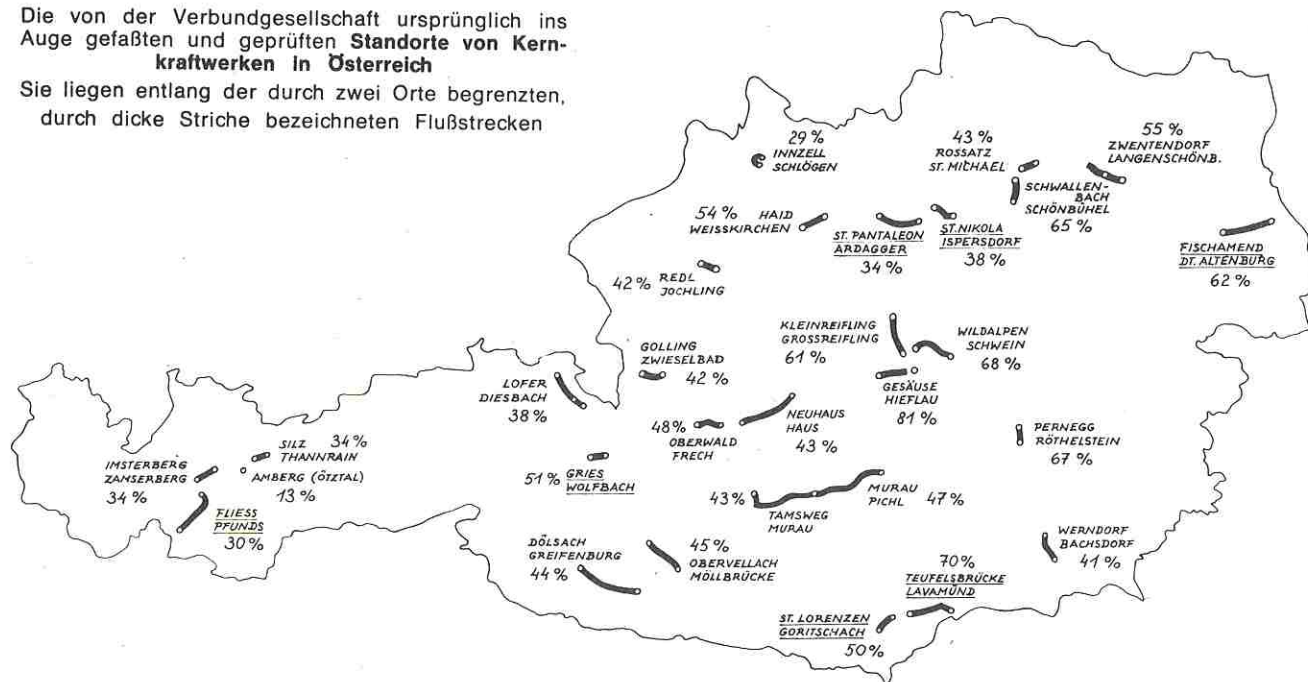 Die von der Verbundgesellschaft ursprünglich ins
Auge gefaßten und geprüften Standorte von Kern-
kraftwerken in Österreich
Sie liegen entlang der durch zwei Orte begrenzten,
durch dicke Striche bezeichneten Flußstrecken
29 %
INNZELL
SCHLÖGEN
43 %
ROSSATZ
ST. MICHAEL
55 %
ZWENTENDORF
LANGENSCHÖNB.
SCHWALLEN-
BACH
SCHÖNBÜHEL
65 %
54 % HAID
WEISSKIRCHEN
ST. PANTALEON
ARDAGGER
34 %
ST. NIKOLA
ISPERSDORF
38 %
FISCHAMEND
DT. ALTENBURG
62 %
42 % REDL
JOCHLING
KLEINREIFLING
GROSSREIFLING
61 %
WILDALPEN
SCHWEIN
68 %
GOLLING
ZWIESELBAD
42 %
LOFER
DIESBACH
38 %
GESÄUSE
HIEFLAU
81 %
48%
OBERWALD
FRECH
NEUHAUS
HAUS
43 %
PERNEGG
RÖTHELSTEIN
67 %
SILZ 34%
THANNRAIN
IMSTERBERG
ZAMSERBERG
34 %
AMBERG (ÖTZTAL)
13 %
51 % GRIES
WOLFBACH
FLIESS
PFUNDS
30%
43 %
TAMSWEG
MURAU
MURAU
PICHL
47 %
DÖLSACH
GREIFENBURG
44 %
45 %
OBERVELLACH
MÖLLBRÜCKE
WERNDORF
BACHSDORF
41 %
70%
TEUFELSBRÜCKE
LAVAMÜND
ST. LORENZEN
GORITSCHACH
50 %